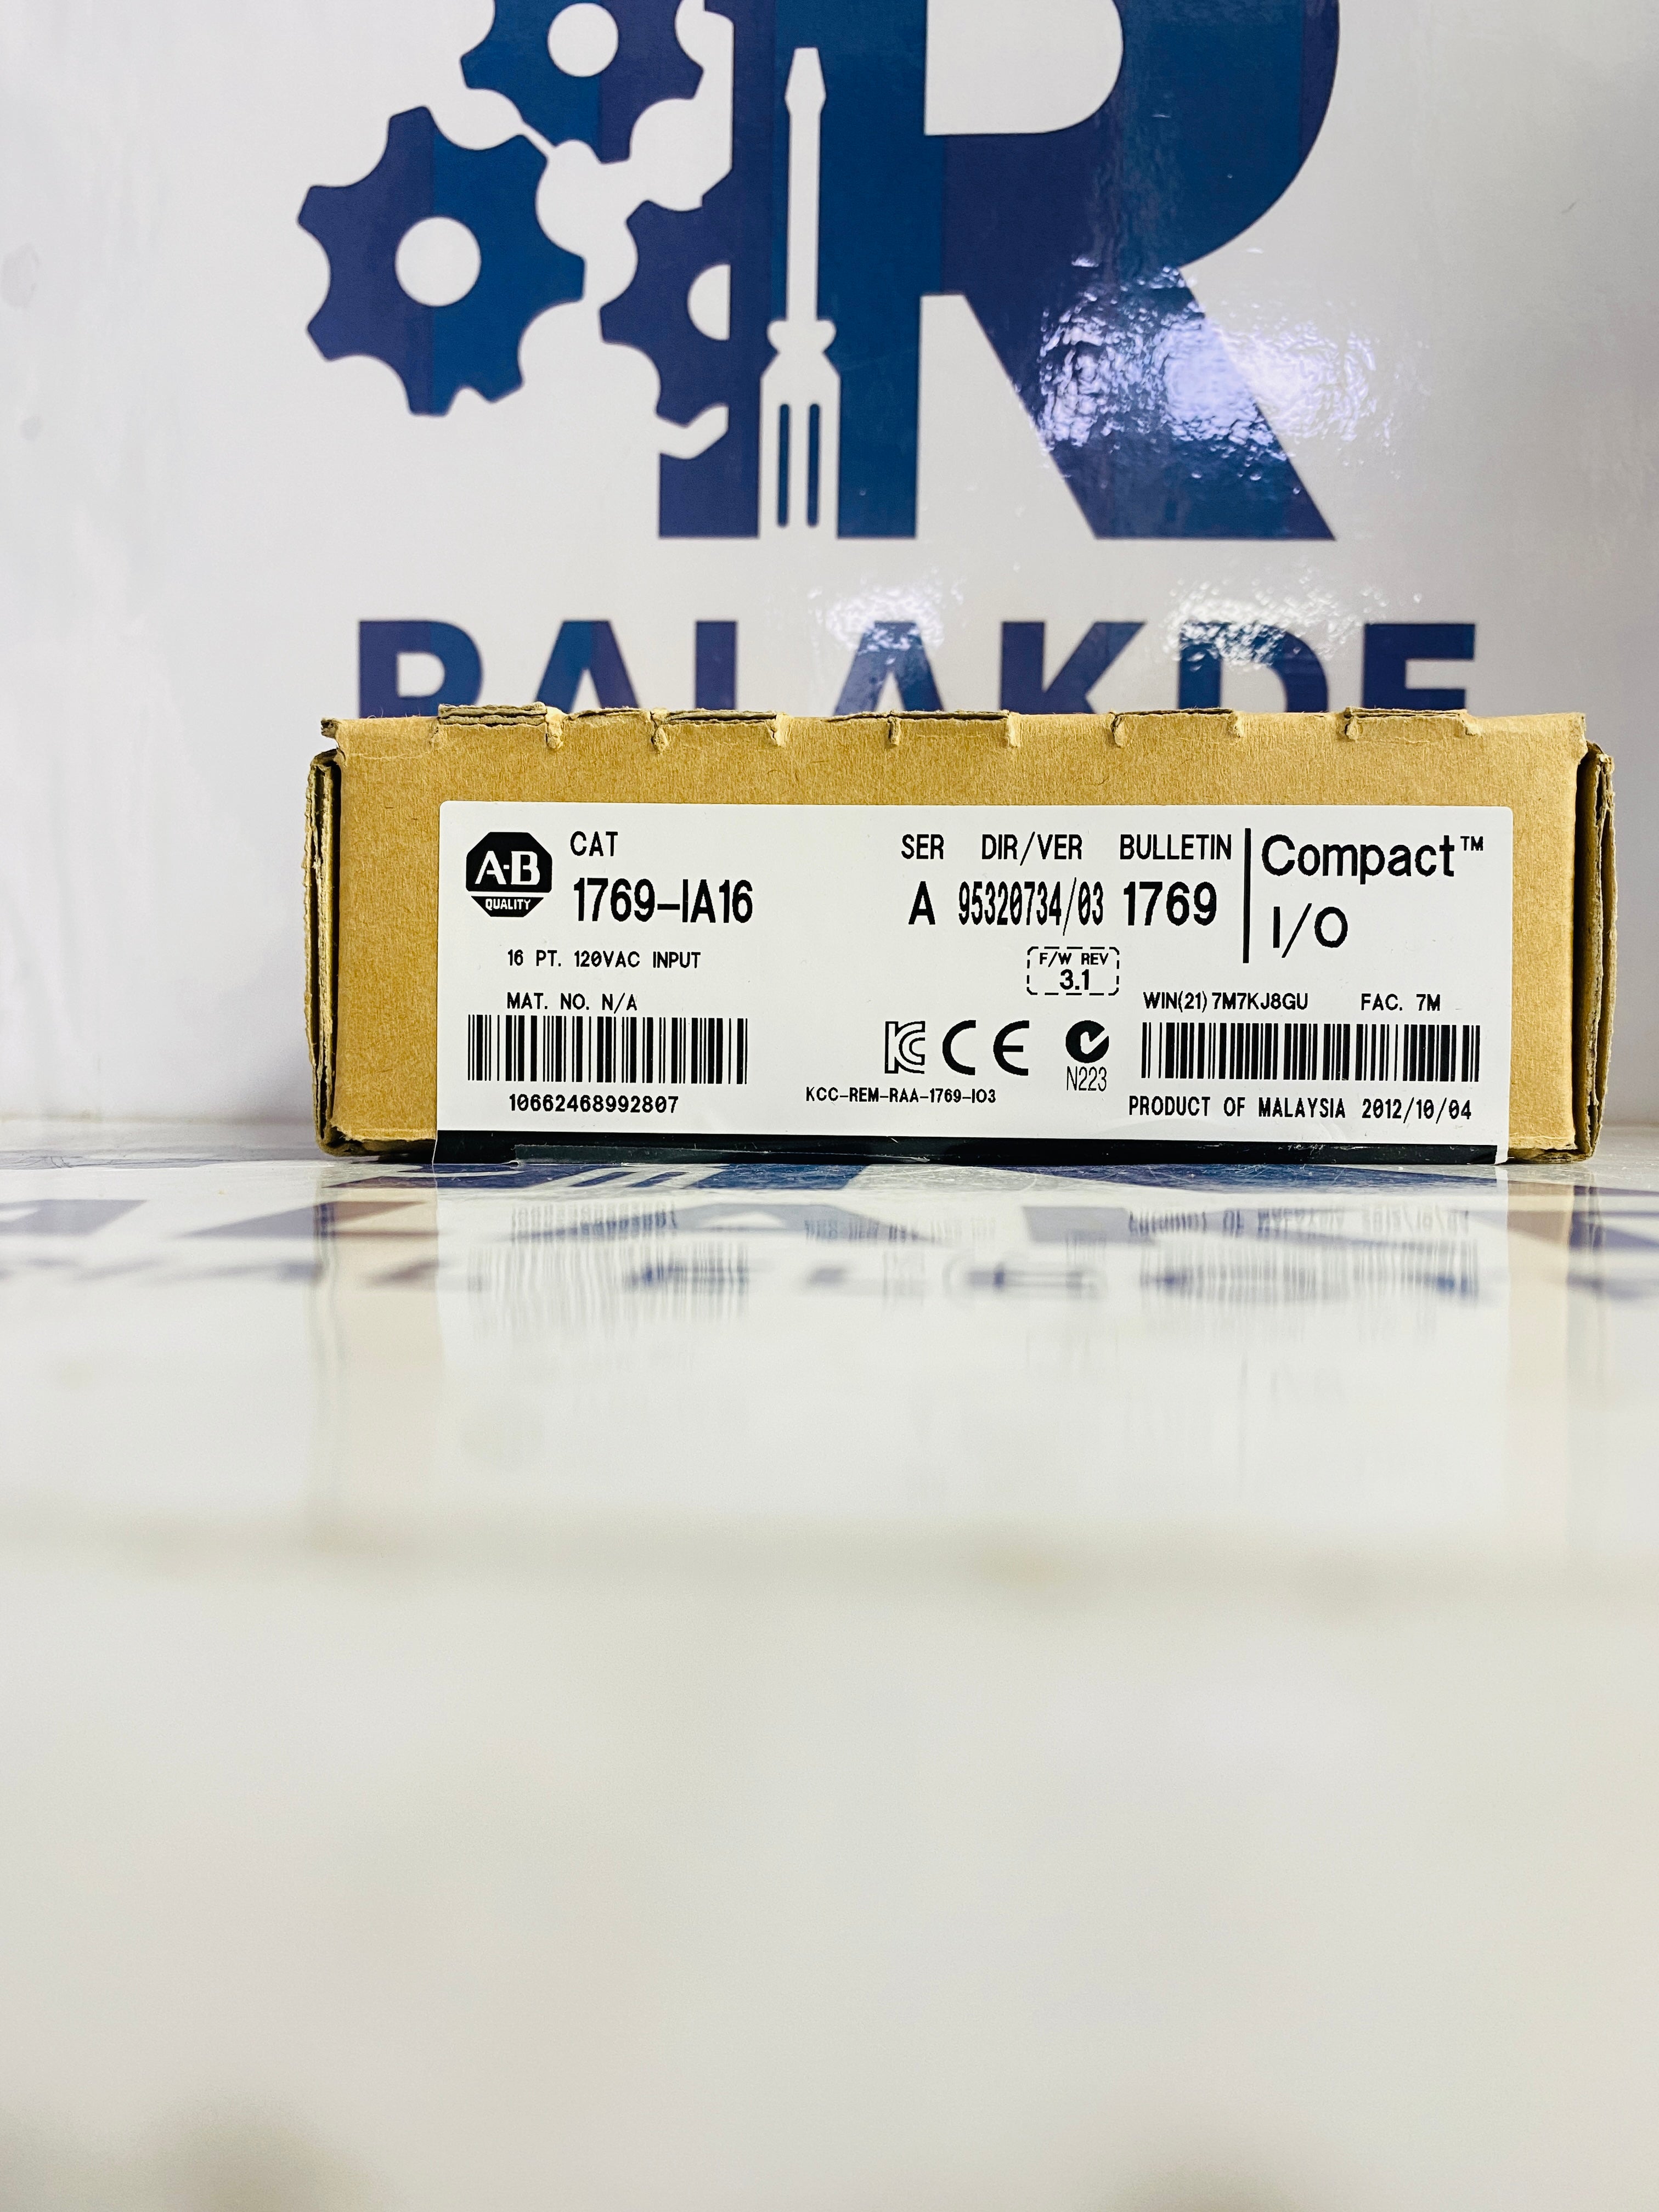 A·B
QUALITY
CAT
1769-IA16
16 PT. 120VAC INPUT
MAT. NO. N/A
10662468992807
SER DIR/VER BULLETIN
A 95320734/03 1769
F/W REV
3.1
KCC-REM-RAA-1769-IO3
CE
N223
Compact™
I/O
WIN(21) 7M7KJ8GU FAC. 7M
PRODUCT OF MALAYSIA 2012/10/04